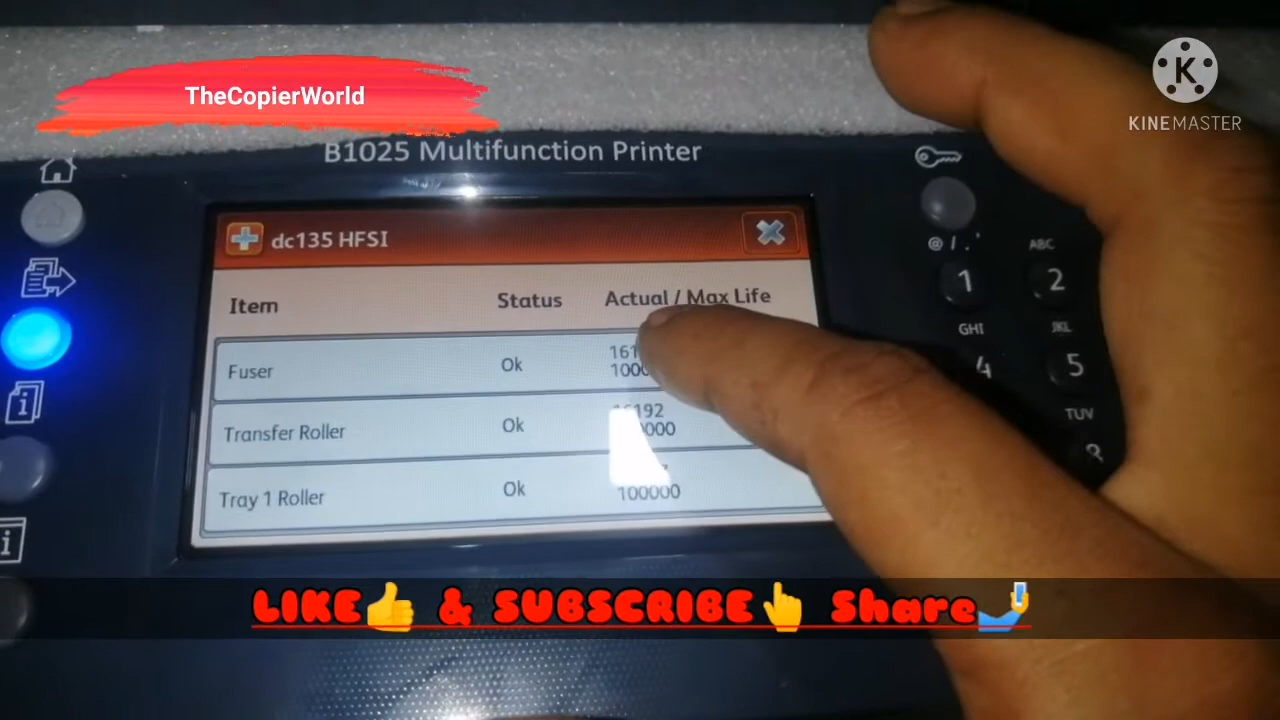 TheCopierWorld
K
KINEMASTER
B1025 Multifunction Printer
dc135 HFSI
Item Status Actual / Max Life
Fuser Ok
Transfer Roller Ok
Tray 1 Roller Ok
100000
@ / . '
ABC
1 2
GHI JKL
4 5
TUV
8
LIKE👍 & SUBSCRIBE👆 Share🤳